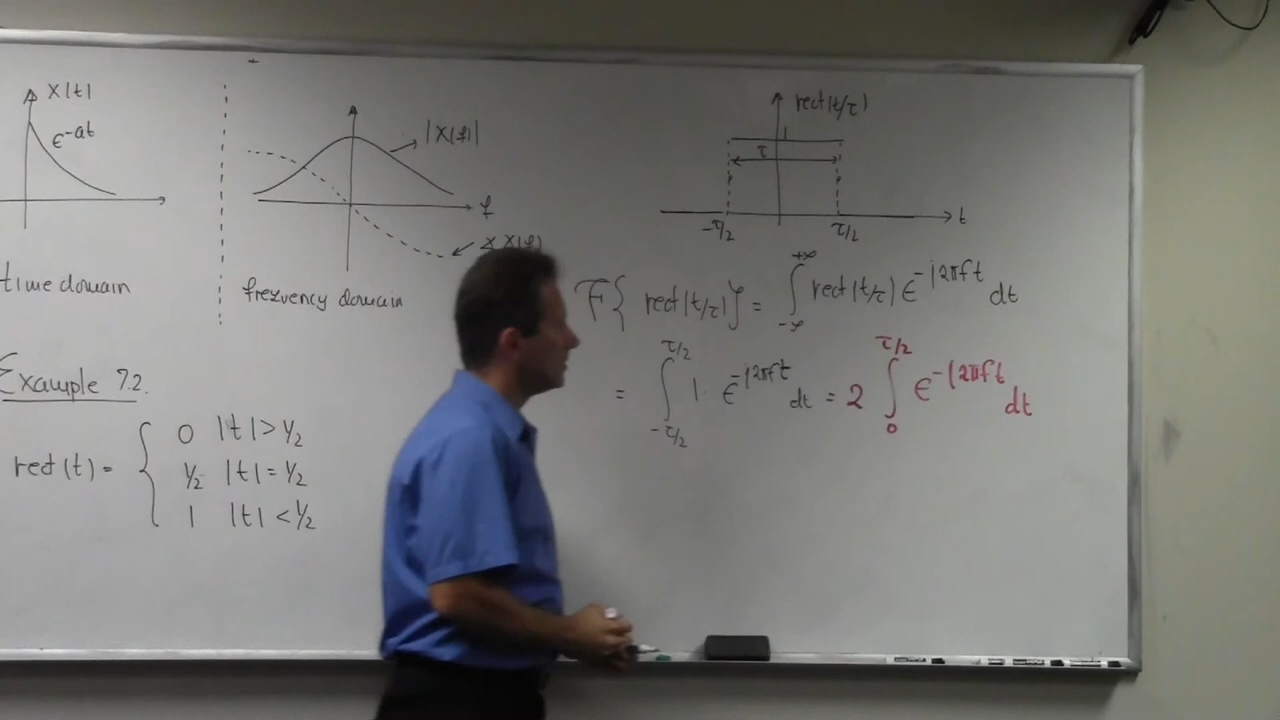 x(t)
e^-at
time domain
|X(f)|
f
∠X(f)
frequency domain
Example 7.2.
rect(t) = { 0 |t| > 1/2
1/2 |t| = 1/2
1 |t| < 1/2
rect(t/τ)
1
τ
-τ/2 τ/2 t
F{ rect(t/τ)} = ∫_-∞^+∞ rect(t/τ) e^-j2πft dt
= ∫_-τ/2^τ/2 1· e^-j2πft dt = 2 ∫_0^τ/2 e^-j2πft dt